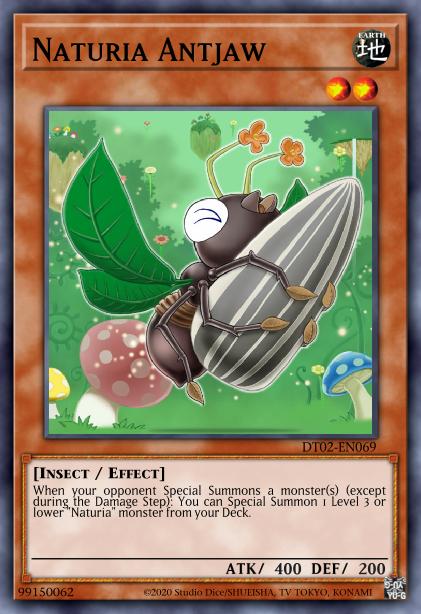 NATURIA ANTJAW
EARTH
地
DT02-EN069
[INSECT / EFFECT]
When your opponent Special Summons a monster(s) (except
during the Damage Step): You can Special Summon 1 Level 3 or
lower "Naturia" monster from your Deck.
ATK/ 400 DEF/ 200
99150062
©2020 Studio Dice/SHUEISHA, TV TOKYO, KONAMI